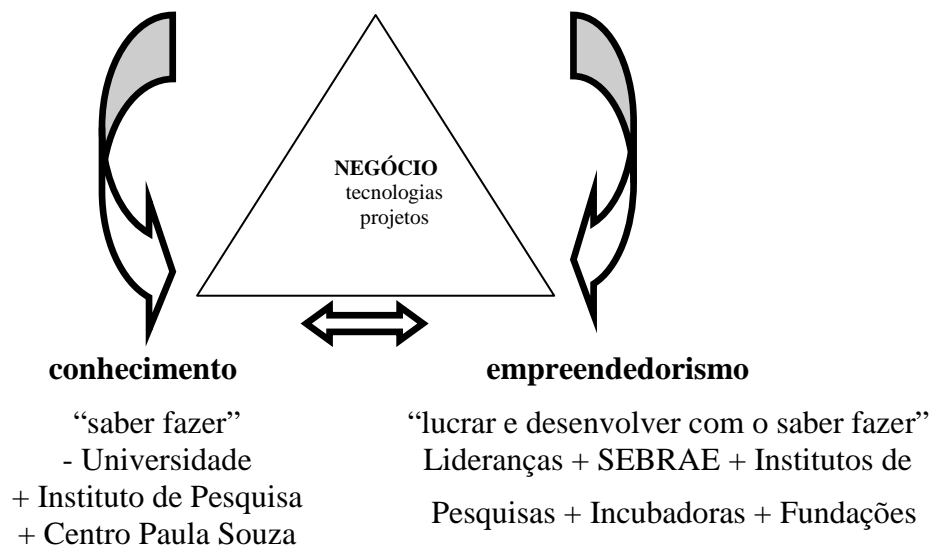 NEGÓCIO
tecnologias
projetos
conhecimento
“saber fazer”
- Universidade
+ Instituto de Pesquisa
+ Centro Paula Souza
empreendedorismo
“lucrar e desenvolver com o saber fazer”
Lideranças + SEBRAE + Institutos de
Pesquisas + Incubadoras + Fundações